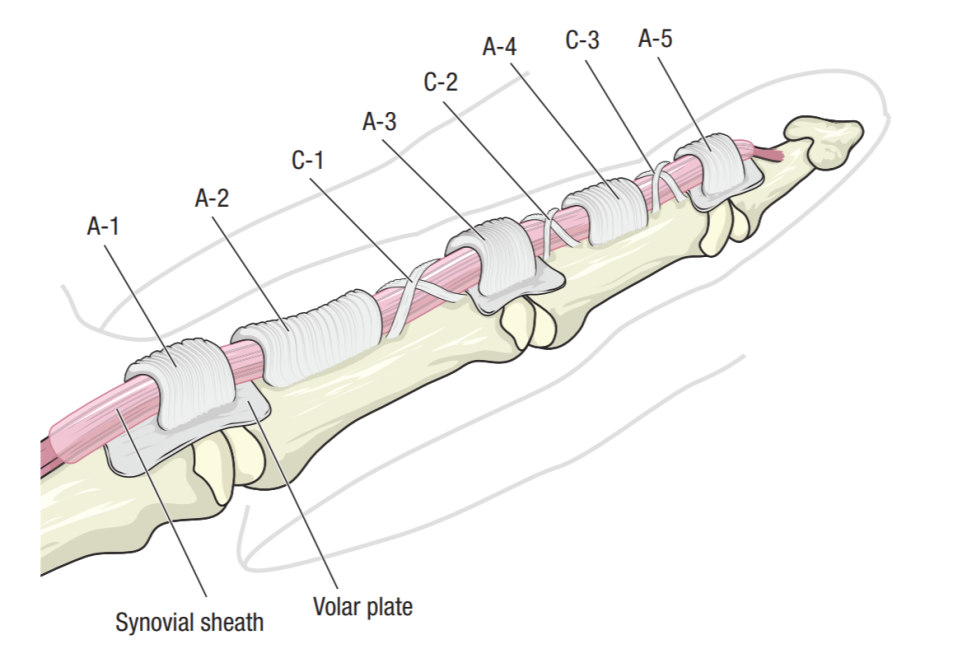 A-4
C-3
A-5
C-2
A-3
C-1
A-2
A-1
Synovial sheath
Volar plate